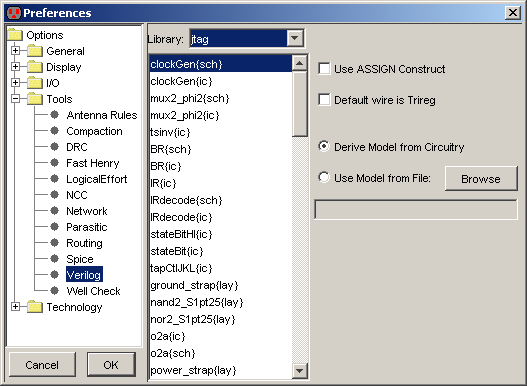 Preferences
Options
General
Display
I/O
Tools
Antenna Rules
Compaction
DRC
Fast Henry
LogicalEffort
NCC
Network
Parasitic
Routing
Spice
Verilog
Well Check
Technology
Cancel
OK
Library: jtag
clockGen{sch}
clockGen{ic}
mux2_phi2{sch}
mux2_phi2{ic}
tsinv{ic}
BR{sch}
BR{ic}
IR{ic}
IRdecode{sch}
IRdecode{ic}
stateBitHI{ic}
stateBit{ic}
tapCtlJKL{ic}
ground_strap{lay}
nand2_S1pt25{lay}
nor2_S1pt25{lay}
o2a{ic}
o2a{sch}
power_strap{lay}
Use ASSIGN Construct
Default wire is Trireg
Derive Model from Circuitry
Use Model from File:
Browse